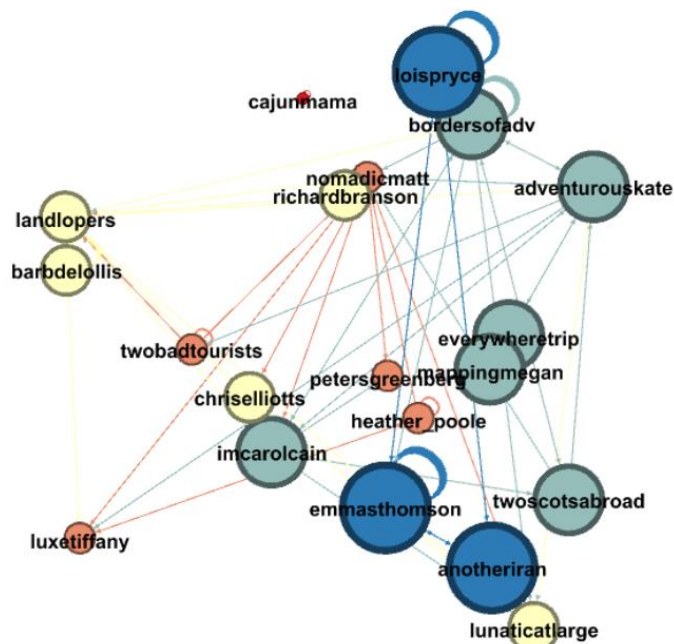 loispryce
cajunmama
bordersofadv
nomadicmatt
adventurouskate
richardbranson
landlopers
barbdelollis
everywheretrip
twobadtourists
mappingmegan
petersgreenberg
chriselliotts
heather_poole
imcarolcain
twoscotsabroad
emmasthomson
luxetiffany
anotheriran
lunaticatlarge